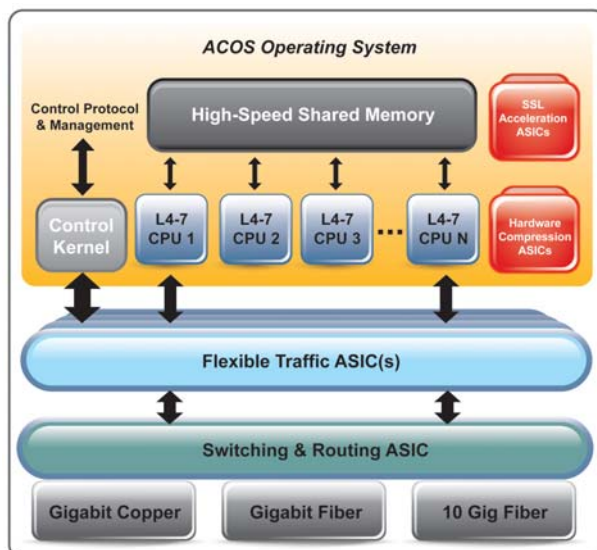 ACOS Operating System
Control Protocol
& Management
High-Speed Shared Memory
SSL
Acceleration
ASICs
Control
Kernel
L4-7
CPU 1
L4-7
CPU 2
L4-7
CPU 3
...
L4-7
CPU N
Hardware
Compression
ASICs
Flexible Traffic ASIC(s)
Switching & Routing ASIC
Gigabit Copper
Gigabit Fiber
10 Gig Fiber